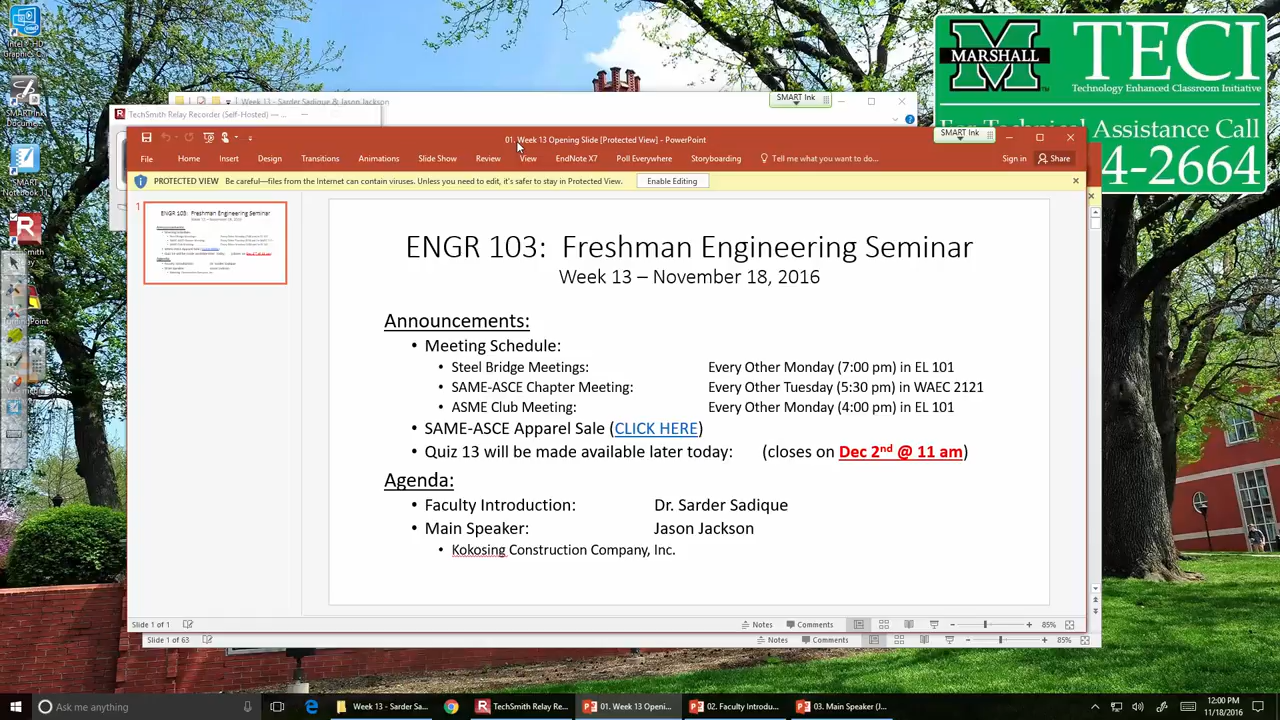 Intel® HD
Graphics C...
MARSHALL
TECI
Technology Enhanced Classroom Initiative
For Technical Assistance Call
4-2664
Week 13 - Sarder Sadique & Jason Jackson
SMART Ink
TechSmith Relay Recorder (Self-Hosted) — ...
01. Week 13 Opening Slide [Protected View] - PowerPoint
SMART Ink
File Home Insert Design Transitions Animations Slide Show Review View EndNote X7 Poll Everywhere Storyboarding Tell me what you want to do... Sign in Share
PROTECTED VIEW Be careful—files from the Internet can contain viruses. Unless you need to edit, it's safer to stay in Protected View. Enable Editing
1
ENGR 103: Freshman Engineering Seminar
Week 13 – November 18, 2016
Announcements:
• Meeting Schedule:
• Steel Bridge Meetings: Every Other Monday (7:00 pm) in EL 101
• SAME-ASCE Chapter Meeting: Every Other Tuesday (5:30 pm) in WAEC 2121
• ASME Club Meeting: Every Other Monday (4:00 pm) in EL 101
• SAME-ASCE Apparel Sale (CLICK HERE)
• Quiz 13 will be made available later today: (closes on Dec 2nd @ 11 am)
Agenda:
• Faculty Introduction: Dr. Sarder Sadique
• Main Speaker: Jason Jackson
• Kokosing Construction Company, Inc.
Slide 1 of 1 Notes Comments 85%
Slide 1 of 63 Notes Comments 85%
Ask me anything
Week 13 - Sarder Sa...
TechSmith Relay Re...
01. Week 13 Openi...
02. Faculty Introdu...
03. Main Speaker (J...
12:00 PM
11/18/2016